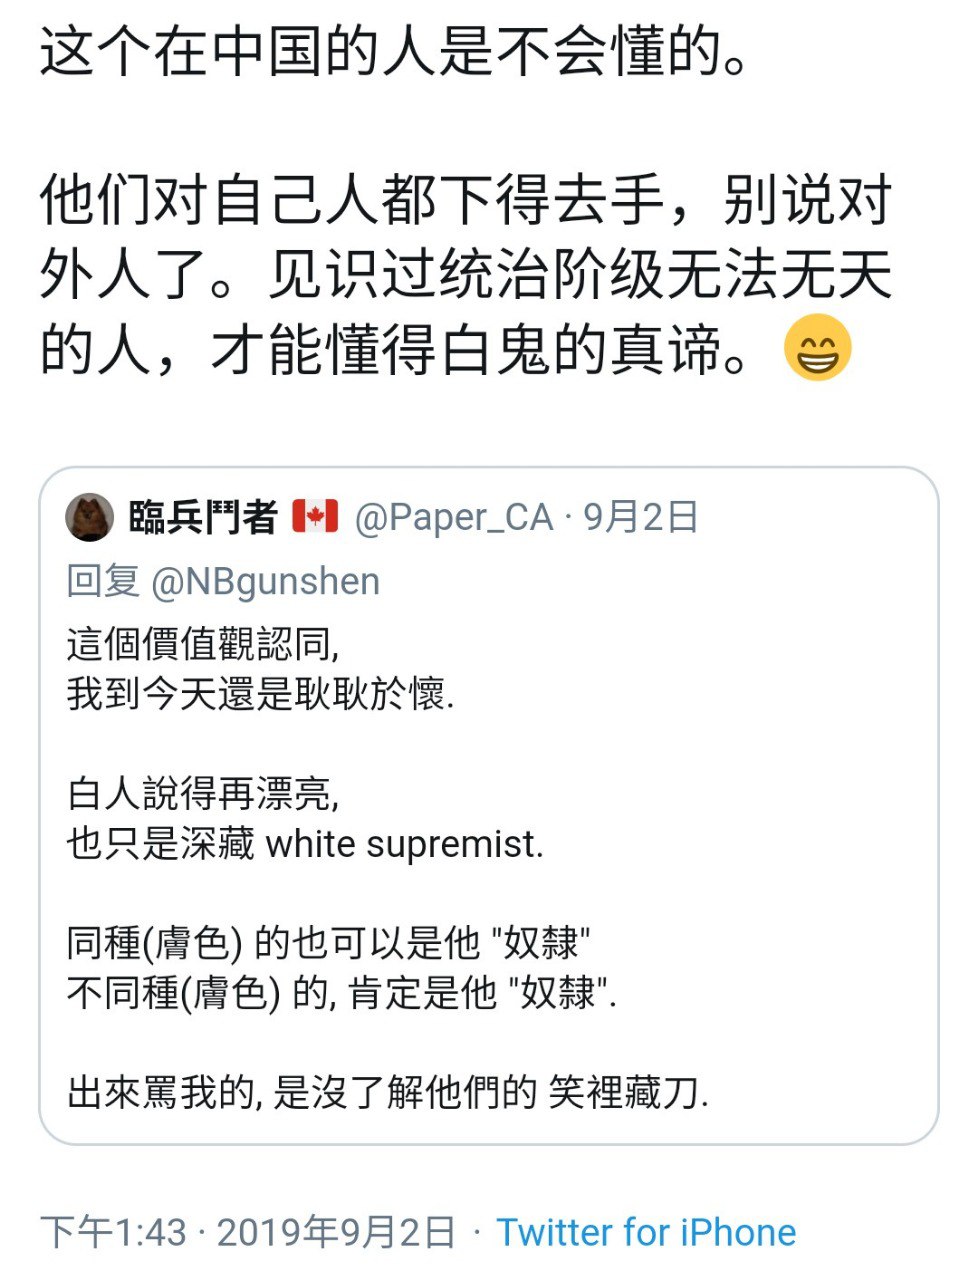 这个在中国的人是不会懂的。
他们对自己人都下得去手，别说对
外人了。见识过统治阶级无法无天
的人，才能懂得白鬼的真谛。😁
臨兵鬥者 🇨🇦 @Paper_CA · 9月2日
回复 @NBgunshen
這個價值觀認同,
我到今天還是耿耿於懷.
白人說得再漂亮,
也只是深藏 white supremist.
同種(膚色) 的也可以是他 "奴隸"
不同種(膚色) 的, 肯定是他 "奴隸".
出來罵我的, 是沒了解他們的 笑裡藏刀.
下午1:43 · 2019年9月2日 · Twitter for iPhone